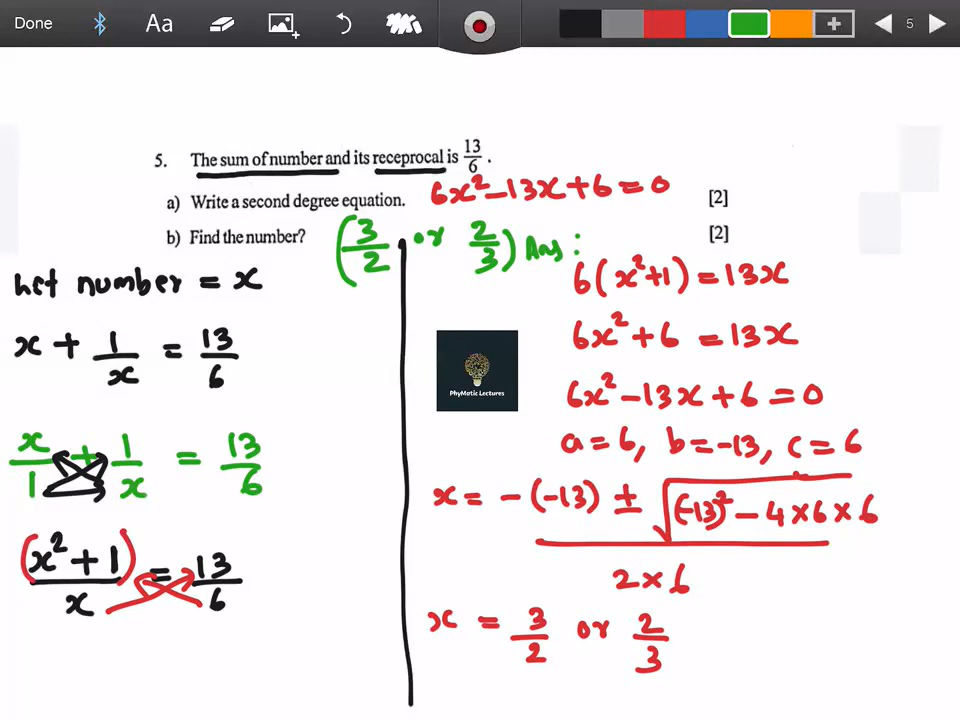 Done Aa 5
5. The sum of number and its receprocal is 13/6 .
6x² - 13x + 6 = 0
a) Write a second degree equation. [2]
b) Find the number? [2]
(3/2 or 2/3) Ans:
Let number = x
x + 1/x = 13/6
x/1 + 1/x = 13/6
(x² + 1)/x = 13/6
6(x² + 1) = 13x
6x² + 6 = 13x
PhyMatic Lectures
6x² - 13x + 6 = 0
a = 6, b = -13, c = 6
x = -(-13) ± √(-13)² - 4 × 6 × 6
2 × 6
x = 3/2 or 2/3